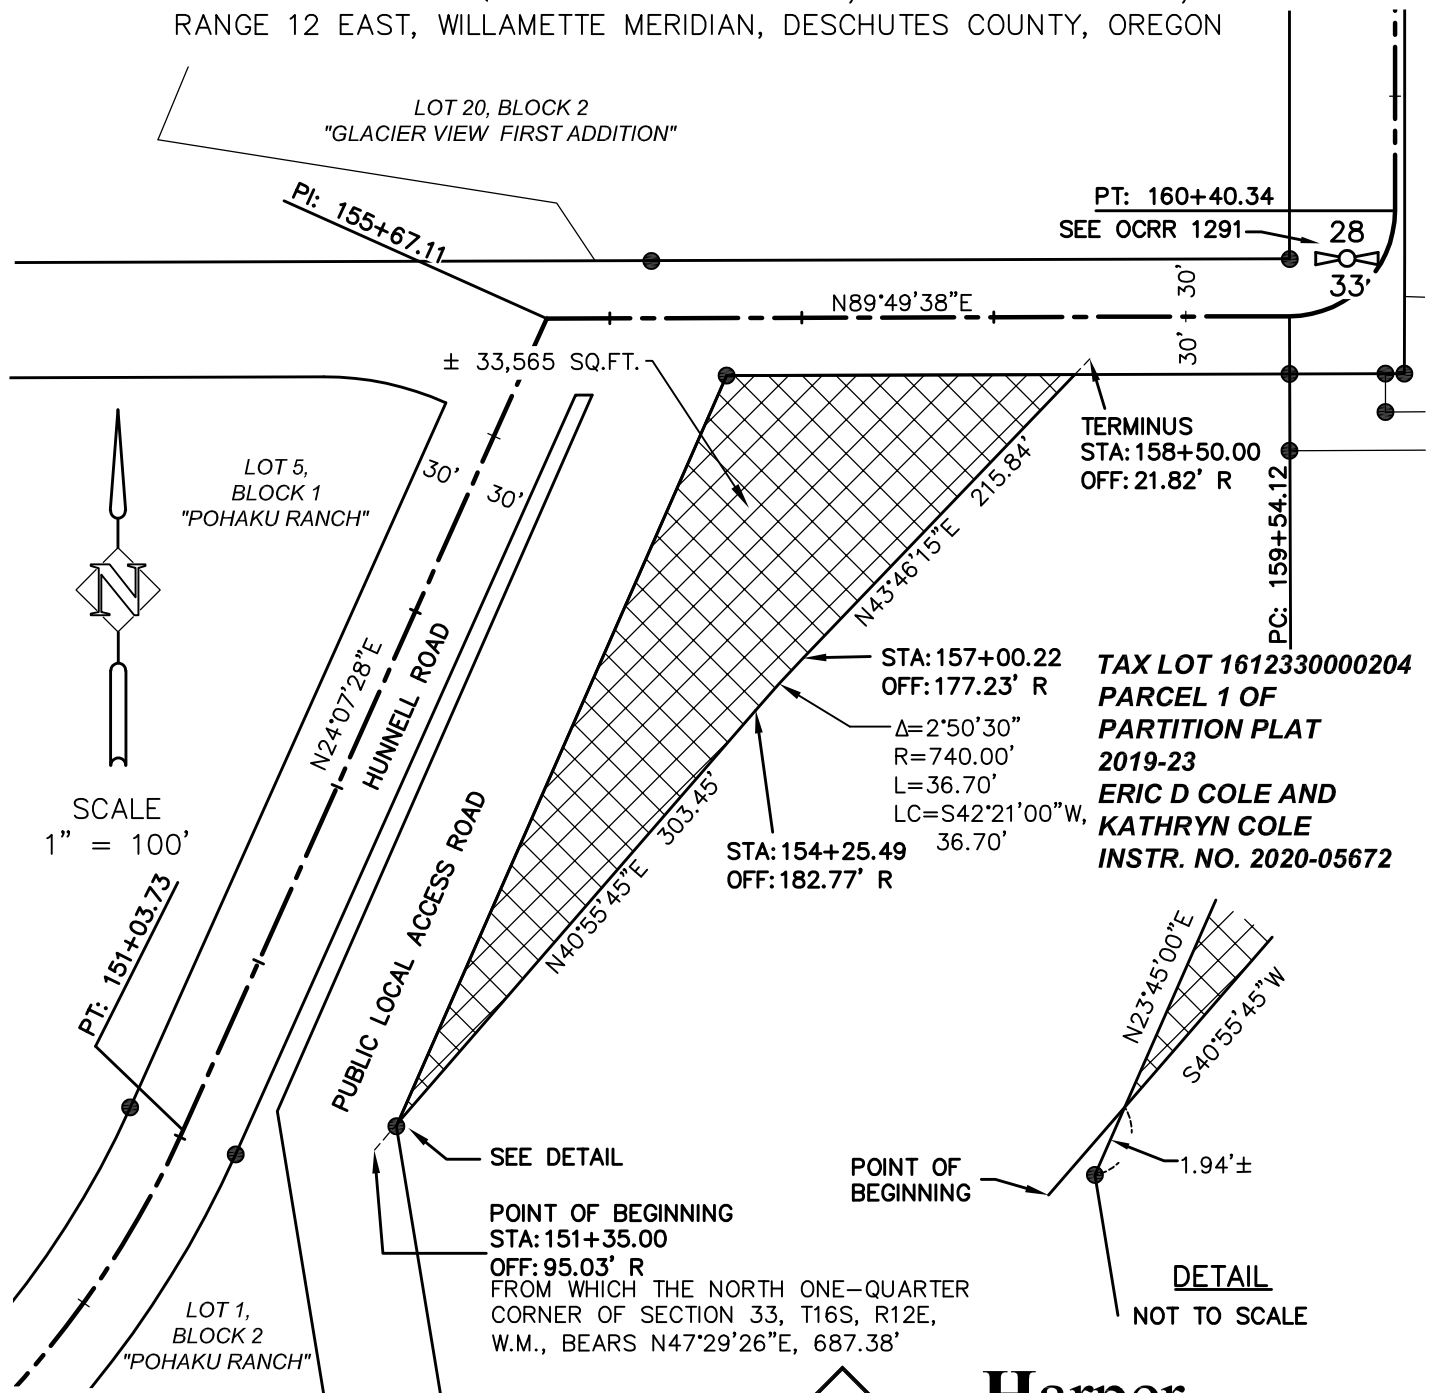 RANGE 12 EAST, WILLAMETTE MERIDIAN, DESCHUTES COUNTY, OREGON
LOT 20, BLOCK 2
"GLACIER VIEW FIRST ADDITION"
PI: 155+67.11
PT: 160+40.34
SEE OCRR 1291
28
33
N89°49'38"E
30'
30'
± 33,565 SQ.FT.
TERMINUS
STA:158+50.00
OFF:21.82' R
LOT 5,
BLOCK 1
"POHAKU RANCH"
30'
30'
215.84'
N43°46'15"E
PC: 159+54.12
N
N24°07'28"E
HUNNELL ROAD
STA:157+00.22
OFF:177.23' R
Δ=2°50'30"
R=740.00'
L=36.70'
LC=S42°21'00"W,
36.70'
TAX LOT 1612330000204
PARCEL 1 OF
PARTITION PLAT
2019-23
ERIC D COLE AND
KATHRYN COLE
INSTR. NO. 2020-05672
SCALE
1" = 100'
PUBLIC LOCAL ACCESS ROAD
303.45'
N40°55'45"E
STA:154+25.49
OFF:182.77' R
PT: 151+03.73
N23°45'00"E
S40°55'45"W
SEE DETAIL
POINT OF
BEGINNING
1.94'±
POINT OF BEGINNING
STA:151+35.00
OFF:95.03' R
FROM WHICH THE NORTH ONE-QUARTER
CORNER OF SECTION 33, T16S, R12E,
W.M., BEARS N47°29'26"E, 687.38'
DETAIL
NOT TO SCALE
LOT 1,
BLOCK 2
"POHAKU RANCH"
Harper